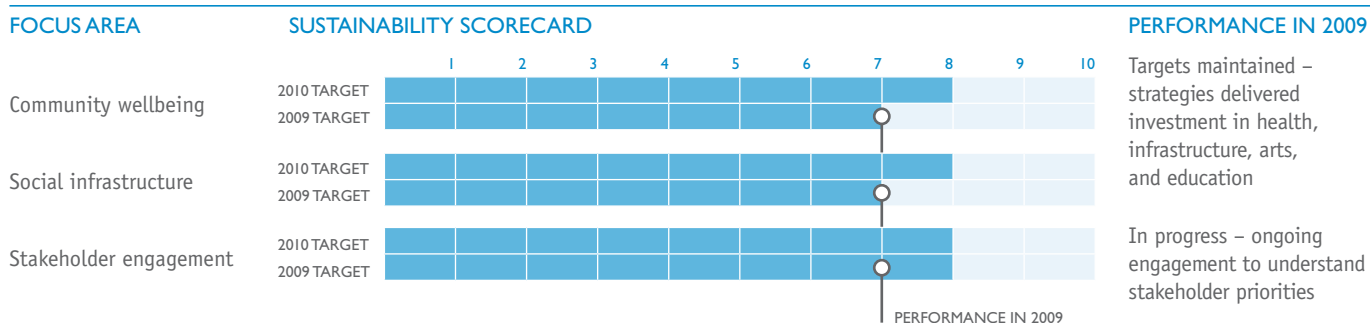 FOCUS AREA
SUSTAINABILITY SCORECARD
PERFORMANCE IN 2009
1 2 3 4 5 6 7 8 9 10
Community wellbeing
2010 TARGET
2009 TARGET
Social infrastructure
2010 TARGET
2009 TARGET
Stakeholder engagement
2010 TARGET
2009 TARGET
PERFORMANCE IN 2009
Targets maintained –
strategies delivered
investment in health,
infrastructure, arts,
and education
In progress – ongoing
engagement to understand
stakeholder priorities